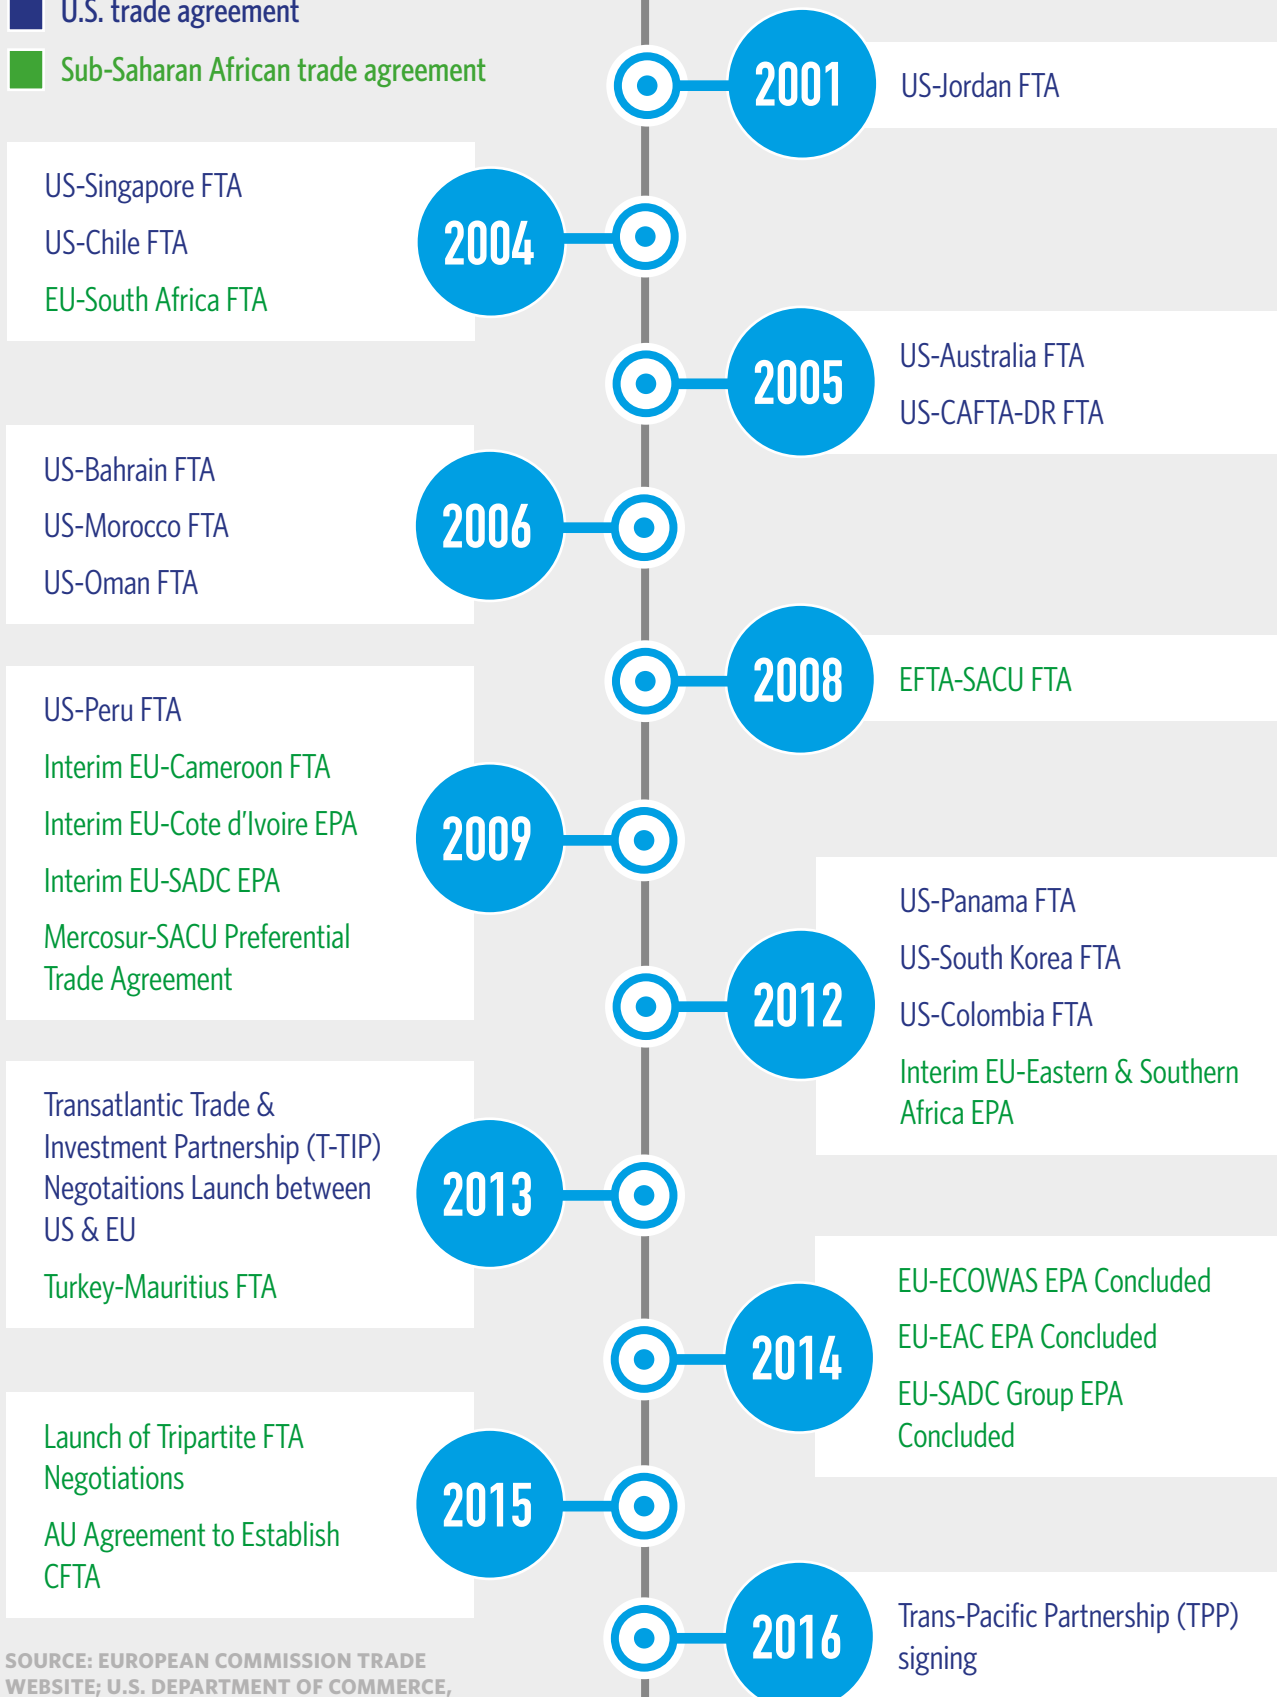 U.S. trade agreement
Sub-Saharan African trade agreement
2001
US-Jordan FTA
US-Singapore FTA
US-Chile FTA
EU-South Africa FTA
2004
2005
US-Australia FTA
US-CAFTA-DR FTA
US-Bahrain FTA
US-Morocco FTA
US-Oman FTA
2006
2008
EFTA-SACU FTA
US-Peru FTA
Interim EU-Cameroon FTA
Interim EU-Cote d'Ivoire EPA
Interim EU-SADC EPA
Mercosur-SACU Preferential
Trade Agreement
2009
2012
US-Panama FTA
US-South Korea FTA
US-Colombia FTA
Interim EU-Eastern & Southern
Africa EPA
Transatlantic Trade &
Investment Partnership (T-TIP)
Negotaitions Launch between
US & EU
Turkey-Mauritius FTA
2013
2014
EU-ECOWAS EPA Concluded
EU-EAC EPA Concluded
EU-SADC Group EPA
Concluded
Launch of Tripartite FTA
Negotiations
AU Agreement to Establish
CFTA
2015
2016
Trans-Pacific Partnership (TPP)
signing
SOURCE: EUROPEAN COMMISSION TRADE
WEBSITE; U.S. DEPARTMENT OF COMMERCE,